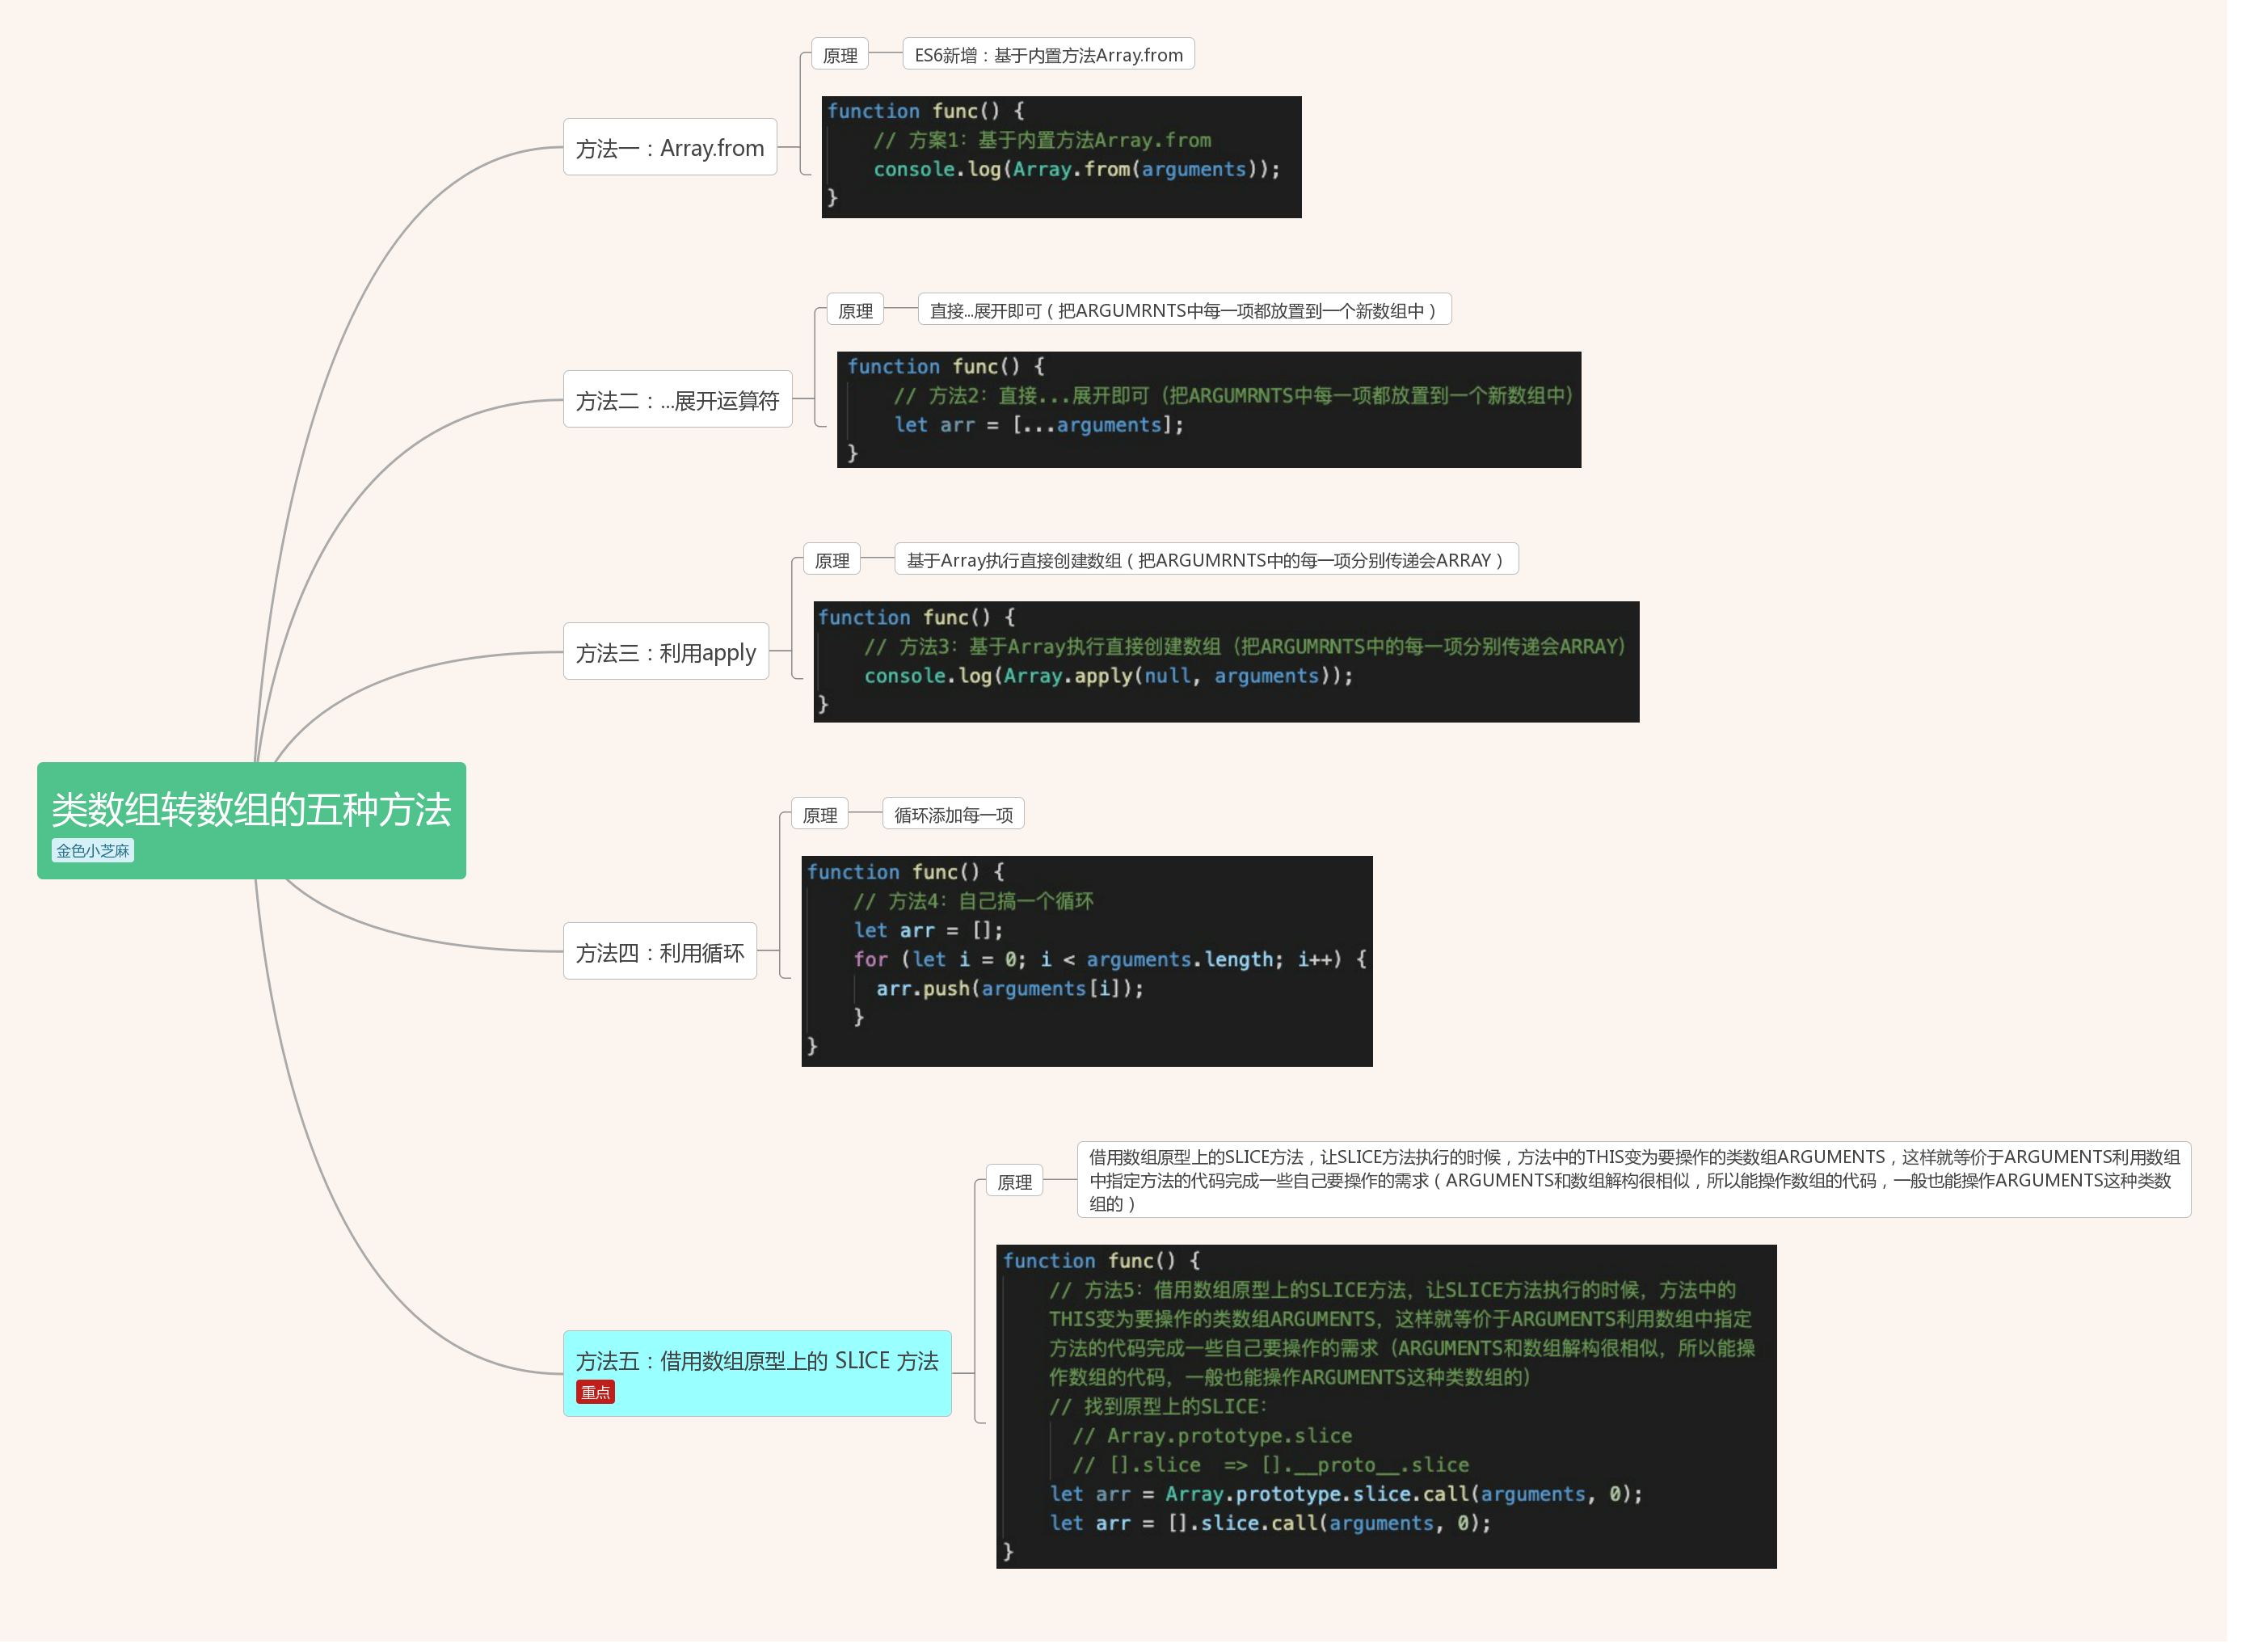 类数组转数组的五种方法
金色小芝麻
方法一：Array.from
原理
ES6新增：基于内置方法Array.from
function func() {
// 方案1：基于内置方法Array.from
console.log(Array.from(arguments));
}
方法二：...展开运算符
原理
直接...展开即可（把ARGUMRNTS中每一项都放置到一个新数组中）
function func() {
// 方法2：直接...展开即可（把ARGUMRNTS中每一项都放置到一个新数组中）
let arr = [...arguments];
}
方法三：利用apply
原理
基于Array执行直接创建数组（把ARGUMRNTS中的每一项分别传递会ARRAY）
function func() {
// 方法3：基于Array执行直接创建数组（把ARGUMRNTS中的每一项分别传递会ARRAY）
console.log(Array.apply(null, arguments));
}
方法四：利用循环
原理
循环添加每一项
function func() {
// 方法4：自己搞一个循环
let arr = [];
for (let i = 0; i < arguments.length; i++) {
arr.push(arguments[i]);
}
}
方法五：借用数组原型上的 SLICE 方法
重点
原理
借用数组原型上的SLICE方法，让SLICE方法执行的时候，方法中的THIS变为要操作的类数组ARGUMENTS，这样就等价于ARGUMENTS利用数组
中指定方法的代码完成一些自己要操作的需求（ARGUMENTS和数组解构很相似，所以能操作数组的代码，一般也能操作ARGUMENTS这种类数
组的）
function func() {
// 方法5：借用数组原型上的SLICE方法，让SLICE方法执行的时候，方法中的
THIS变为要操作的类数组ARGUMENTS，这样就等价于ARGUMENTS利用数组中指定
方法的代码完成一些自己要操作的需求（ARGUMENTS和数组解构很相似，所以能操
作数组的代码，一般也能操作ARGUMENTS这种类数组的）
// 找到原型上的SLICE：
// Array.prototype.slice
// [].slice  => [].__proto__.slice
let arr = Array.prototype.slice.call(arguments, 0);
let arr = [].slice.call(arguments, 0);
}